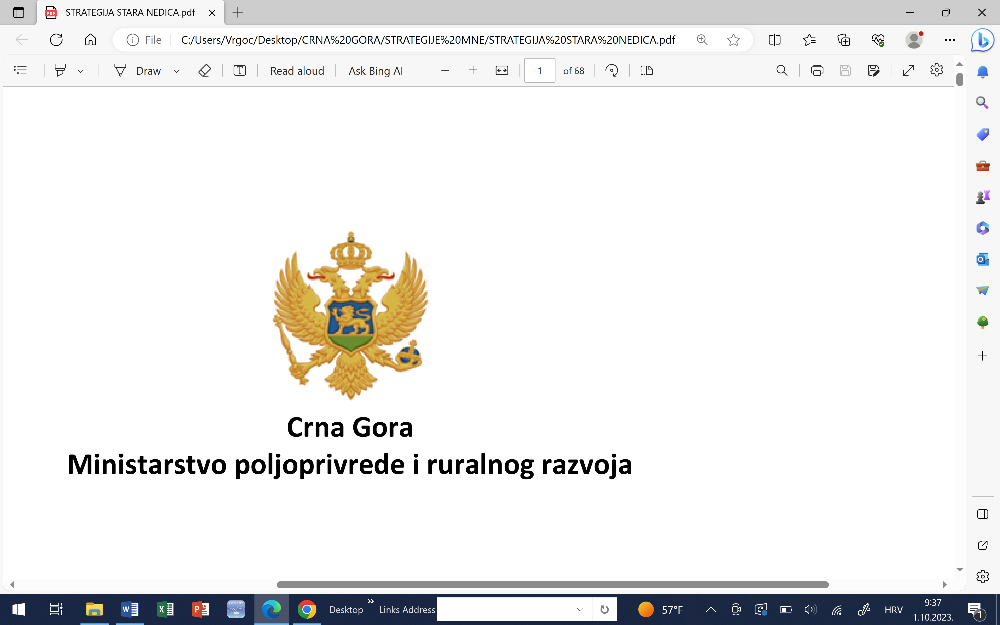 STRATEGIJA STARA NEDICA.pdf
File
C:/Users/Vrgoc/Desktop/CRNA%20GORA/STRATEGIJE%20MNE/STRATEGIJA%20STARA%20NEDICA.pdf
Draw
Read aloud
Ask Bing AI
1
of 68
Crna Gora
Ministarstvo poljoprivrede i ruralnog razvoja
Desktop
Links Address
57°F
HRV
9:37
1.10.2023.
1